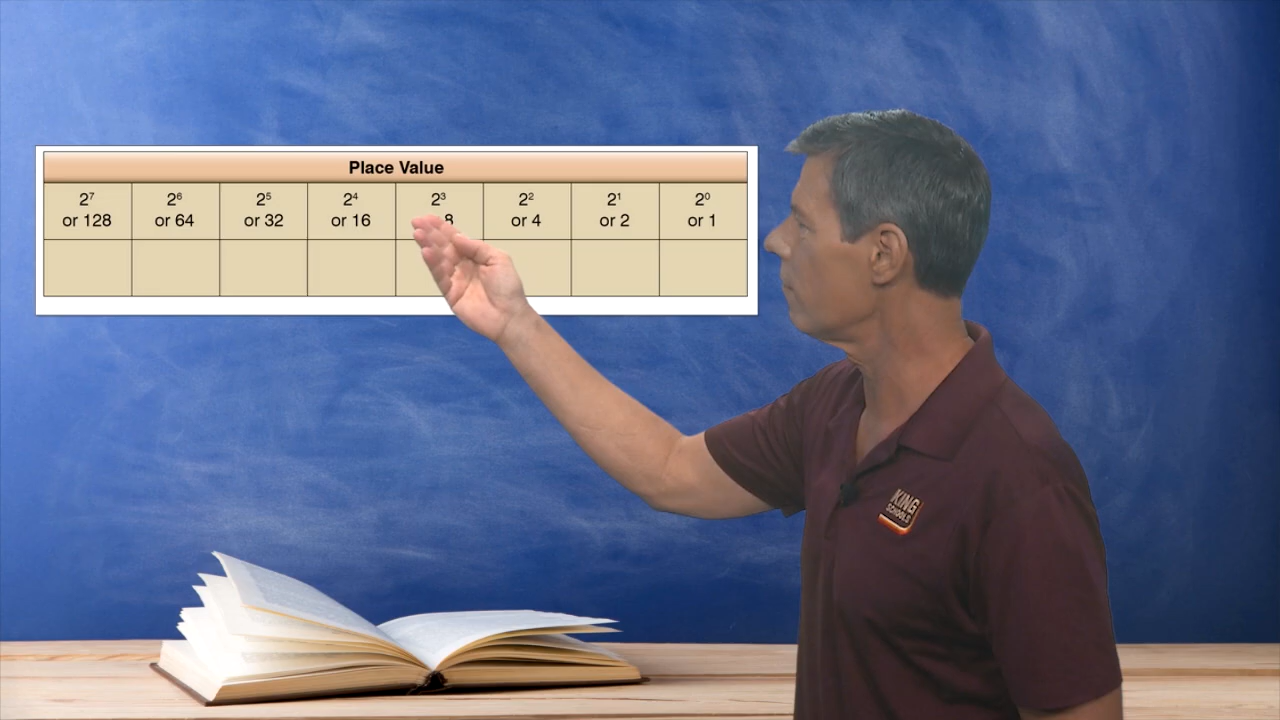 Place Value
2⁷ 2⁶ 2⁵ 2⁴ 2³ 2² 2¹ 2⁰
or 128 or 64 or 32 or 16 8 or 4 or 2 or 1
KING
SCHOOLS